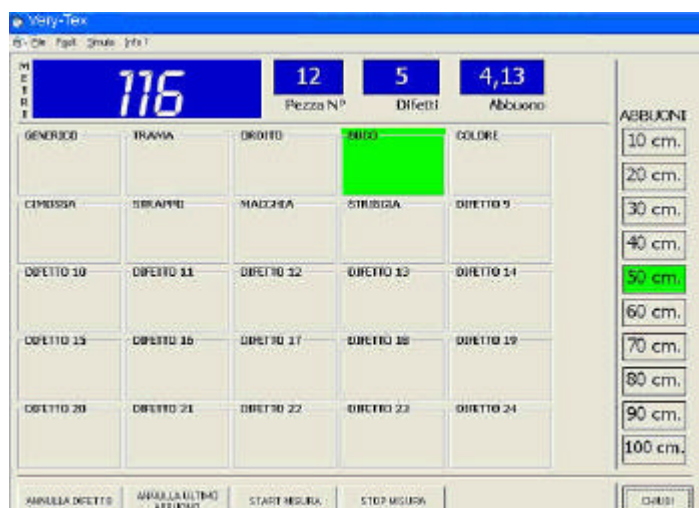 Very-Tex
File
Info ?
METRI
116
12
5
4,13
Pezza N°
Difetti
Abbuono
ABBUONI
GENERICO
TRAMA
ORDITO
BUCO
COLORE
10 cm.
20 cm.
CIMOSSA
STRAPPO
MACCHIA
STRISCIA
DIFETTO 9
30 cm.
40 cm.
DIFETTO 10
DIFETTO 11
DIFETTO 12
DIFETTO 13
DIFETTO 14
50 cm.
60 cm.
DIFETTO 15
DIFETTO 16
DIFETTO 17
DIFETTO 18
DIFETTO 19
70 cm.
80 cm.
DIFETTO 20
DIFETTO 21
DIFETTO 22
DIFETTO 23
DIFETTO 24
90 cm.
100 cm.
ANNULLA DIFETTO
ANNULLA ULTIMO
ABBUONO
START MISURA
STOP MISURA
CHIUDI